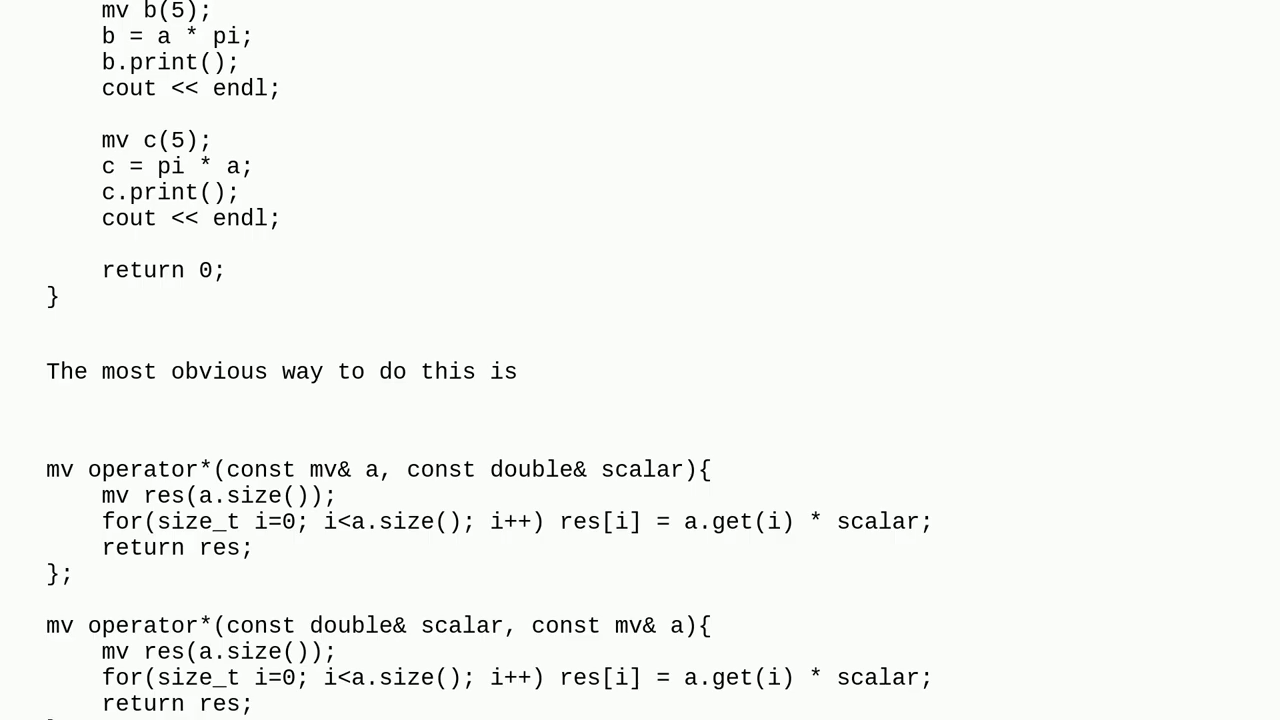 mv b(5);
b = a * pi;
b.print();
cout << endl;
mv c(5);
c = pi * a;
c.print();
cout << endl;
return 0;
}
The most obvious way to do this is
mv operator*(const mv& a, const double& scalar){
mv res(a.size());
for(size_t i=0; i<a.size(); i++) res[i] = a.get(i) * scalar;
return res;
};
mv operator*(const double& scalar, const mv& a){
mv res(a.size());
for(size_t i=0; i<a.size(); i++) res[i] = a.get(i) * scalar;
return res;